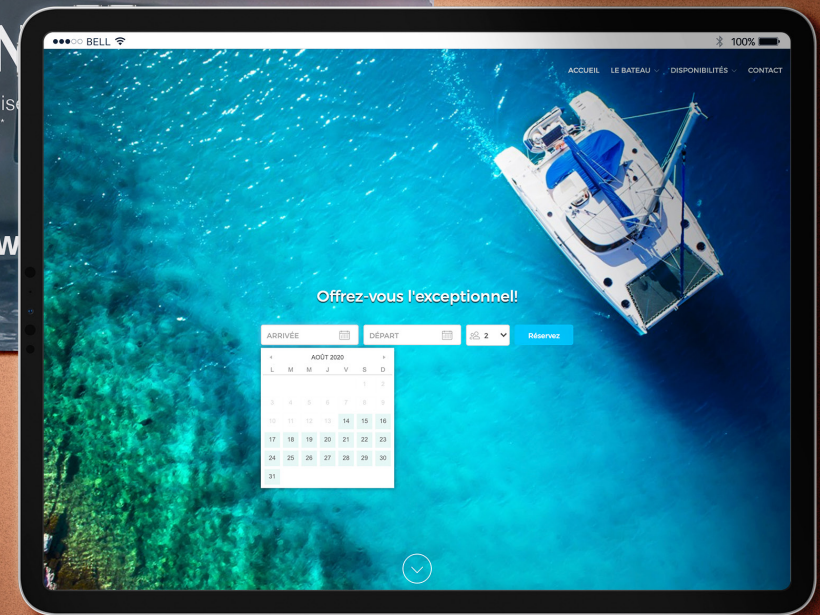 BELL
100%
ACCUEIL LE BATEAU DISPONIBILITÉS CONTACT
Offrez-vous l'exceptionnel!
ARRIVÉE DÉPART 2 Réservez
AOÛT 2020
L M M J V S D
1 2
3 4 5 6 7 8 9
10 11 12 13 14 15 16
17 18 19 20 21 22 23
24 25 26 27 28 29 30
31